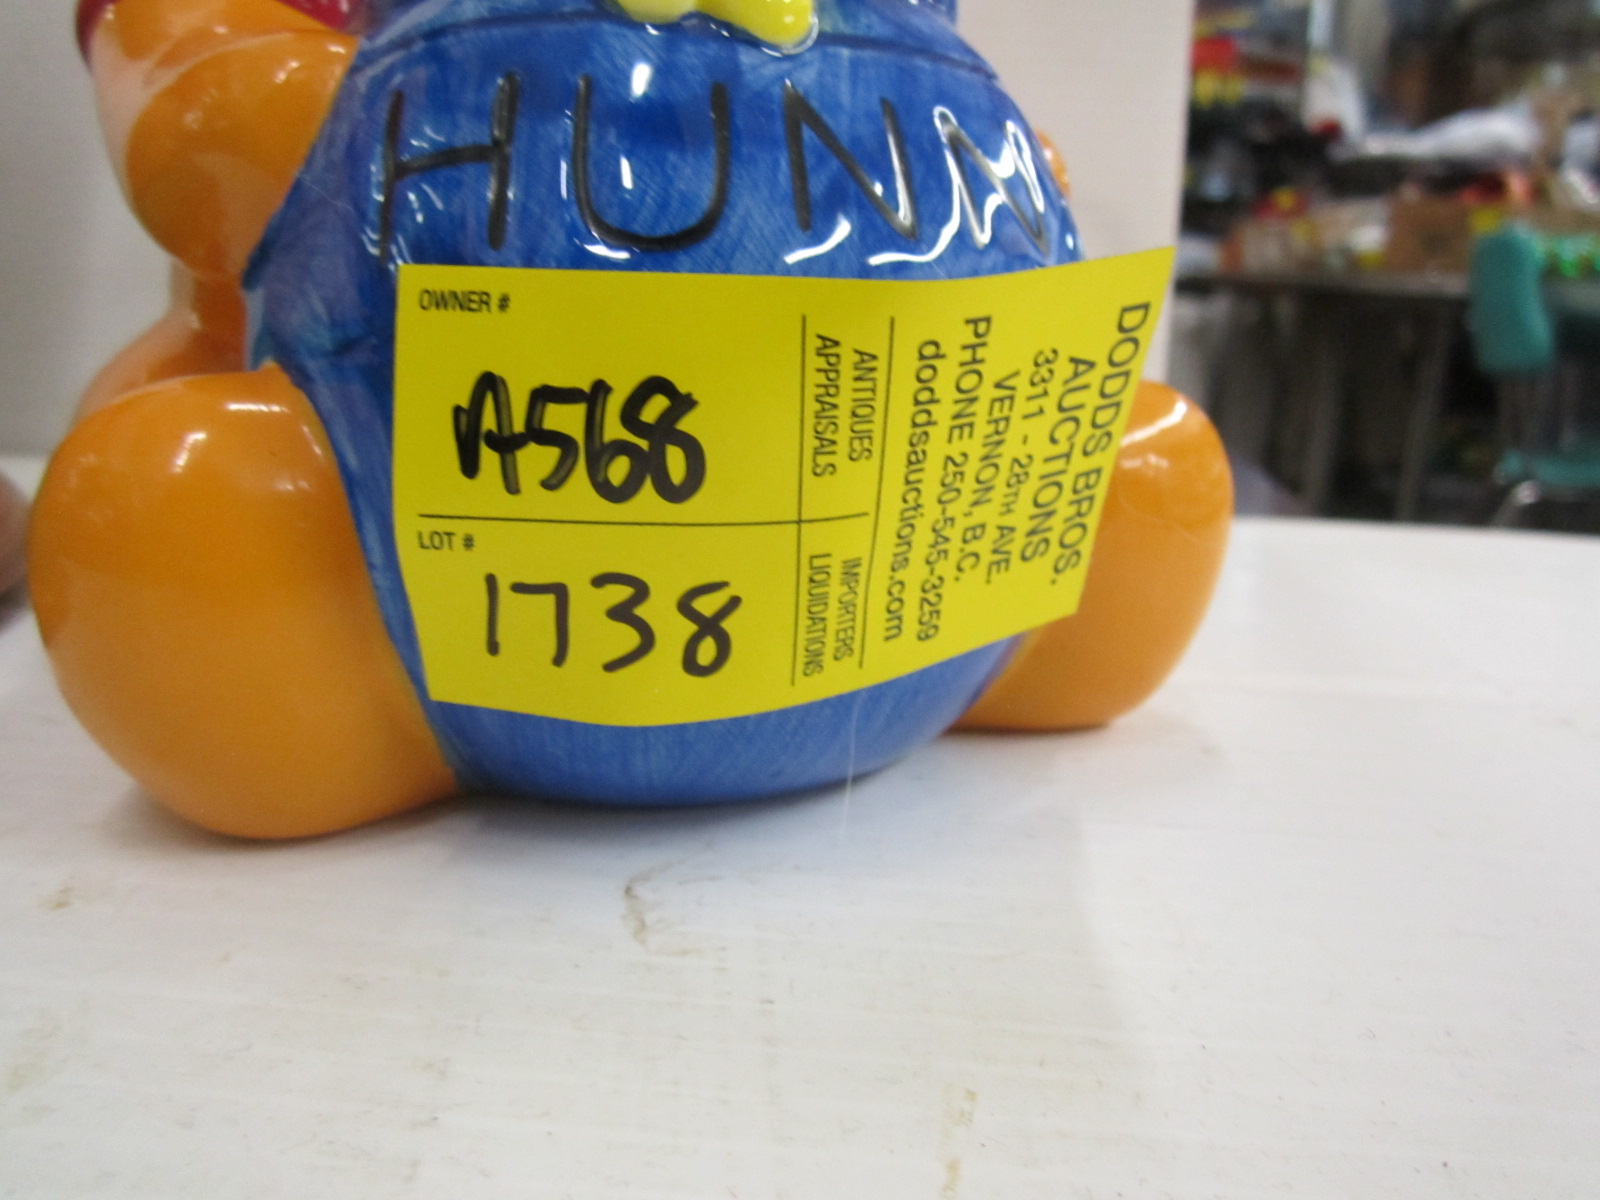 HUNN
OWNER #
A568
LOT #
1738
ANTIQUES
APPRAISALS
IMPORTERS
LIQUIDATIONS
DODDS BROS.
AUCTIONS
3311 - 28TH AVE.
VERNON, B.C.
PHONE 250-545-3259
doddsauctions.com